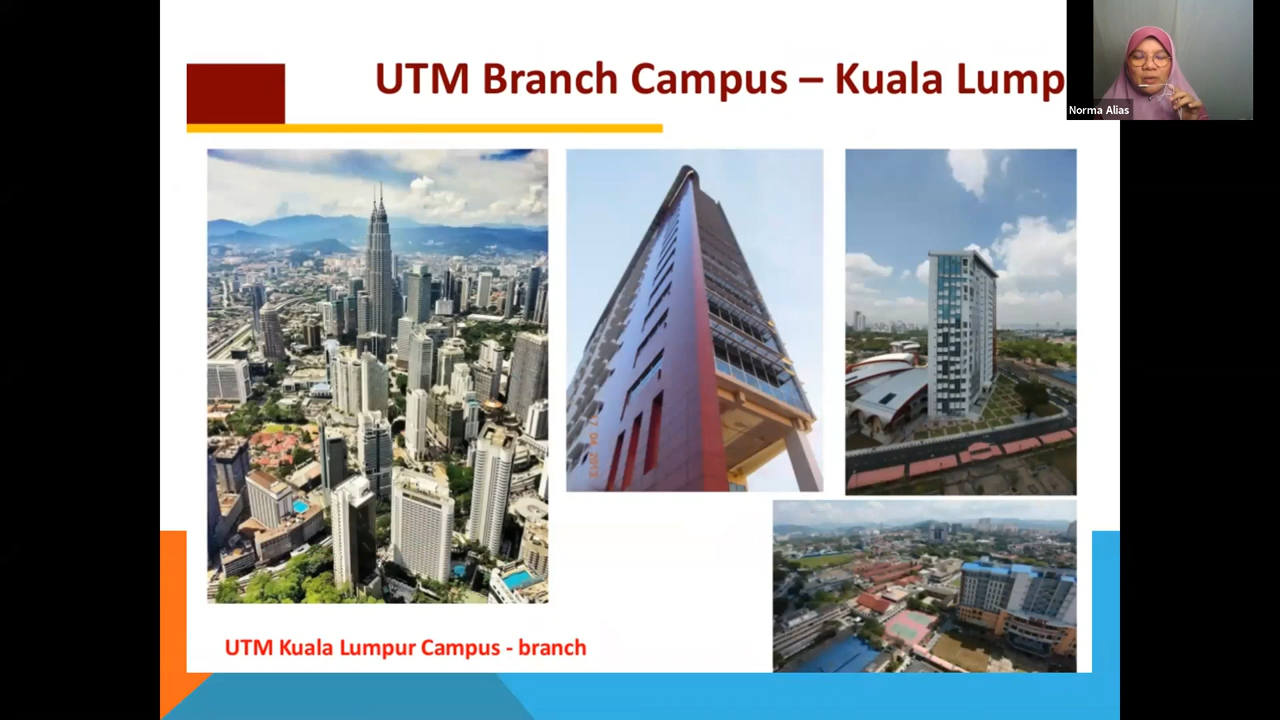 UTM Branch Campus – Kuala Lump
Norma Alias
UTM Kuala Lumpur Campus - branch